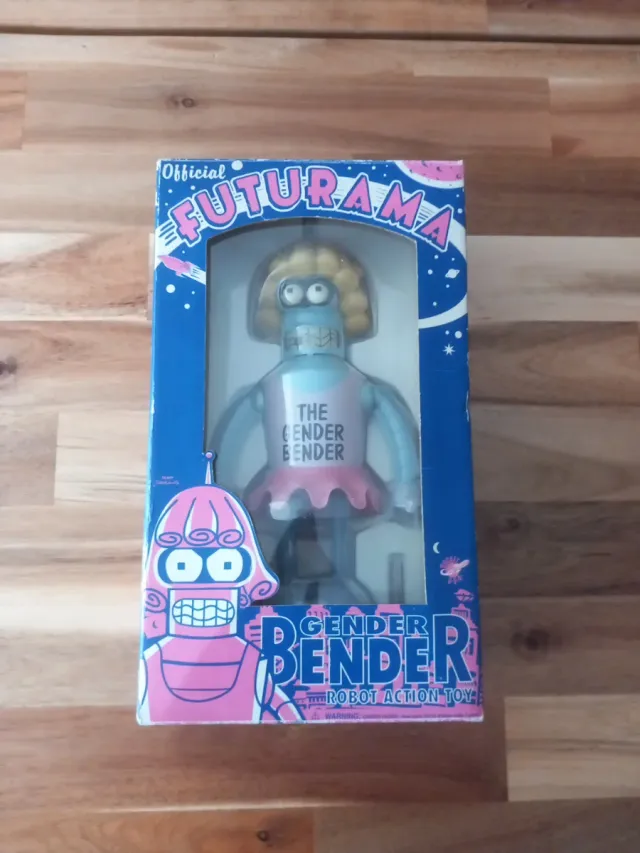 Official
FUTURAMA
THE
GENDER
BENDER
GENDER
BENDER
ROBOT ACTION TOY
WARNING: